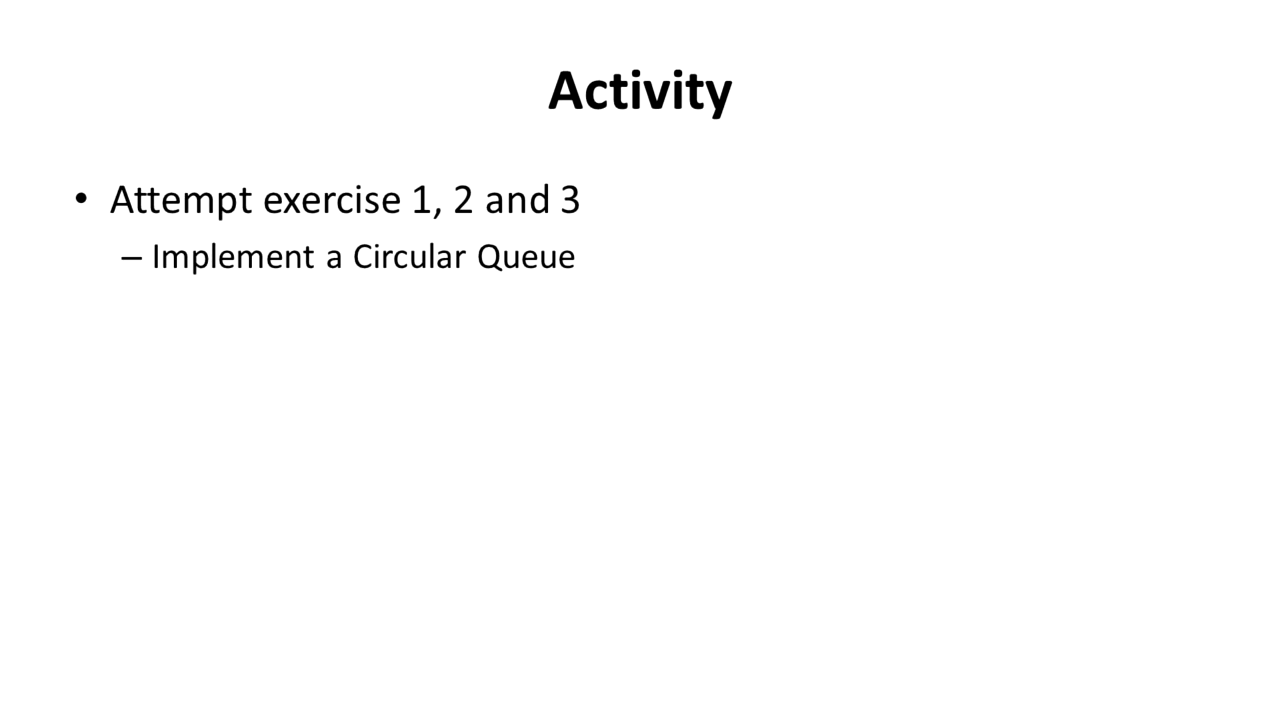 Activity
• Attempt exercise 1, 2 and 3
– Implement a Circular Queue